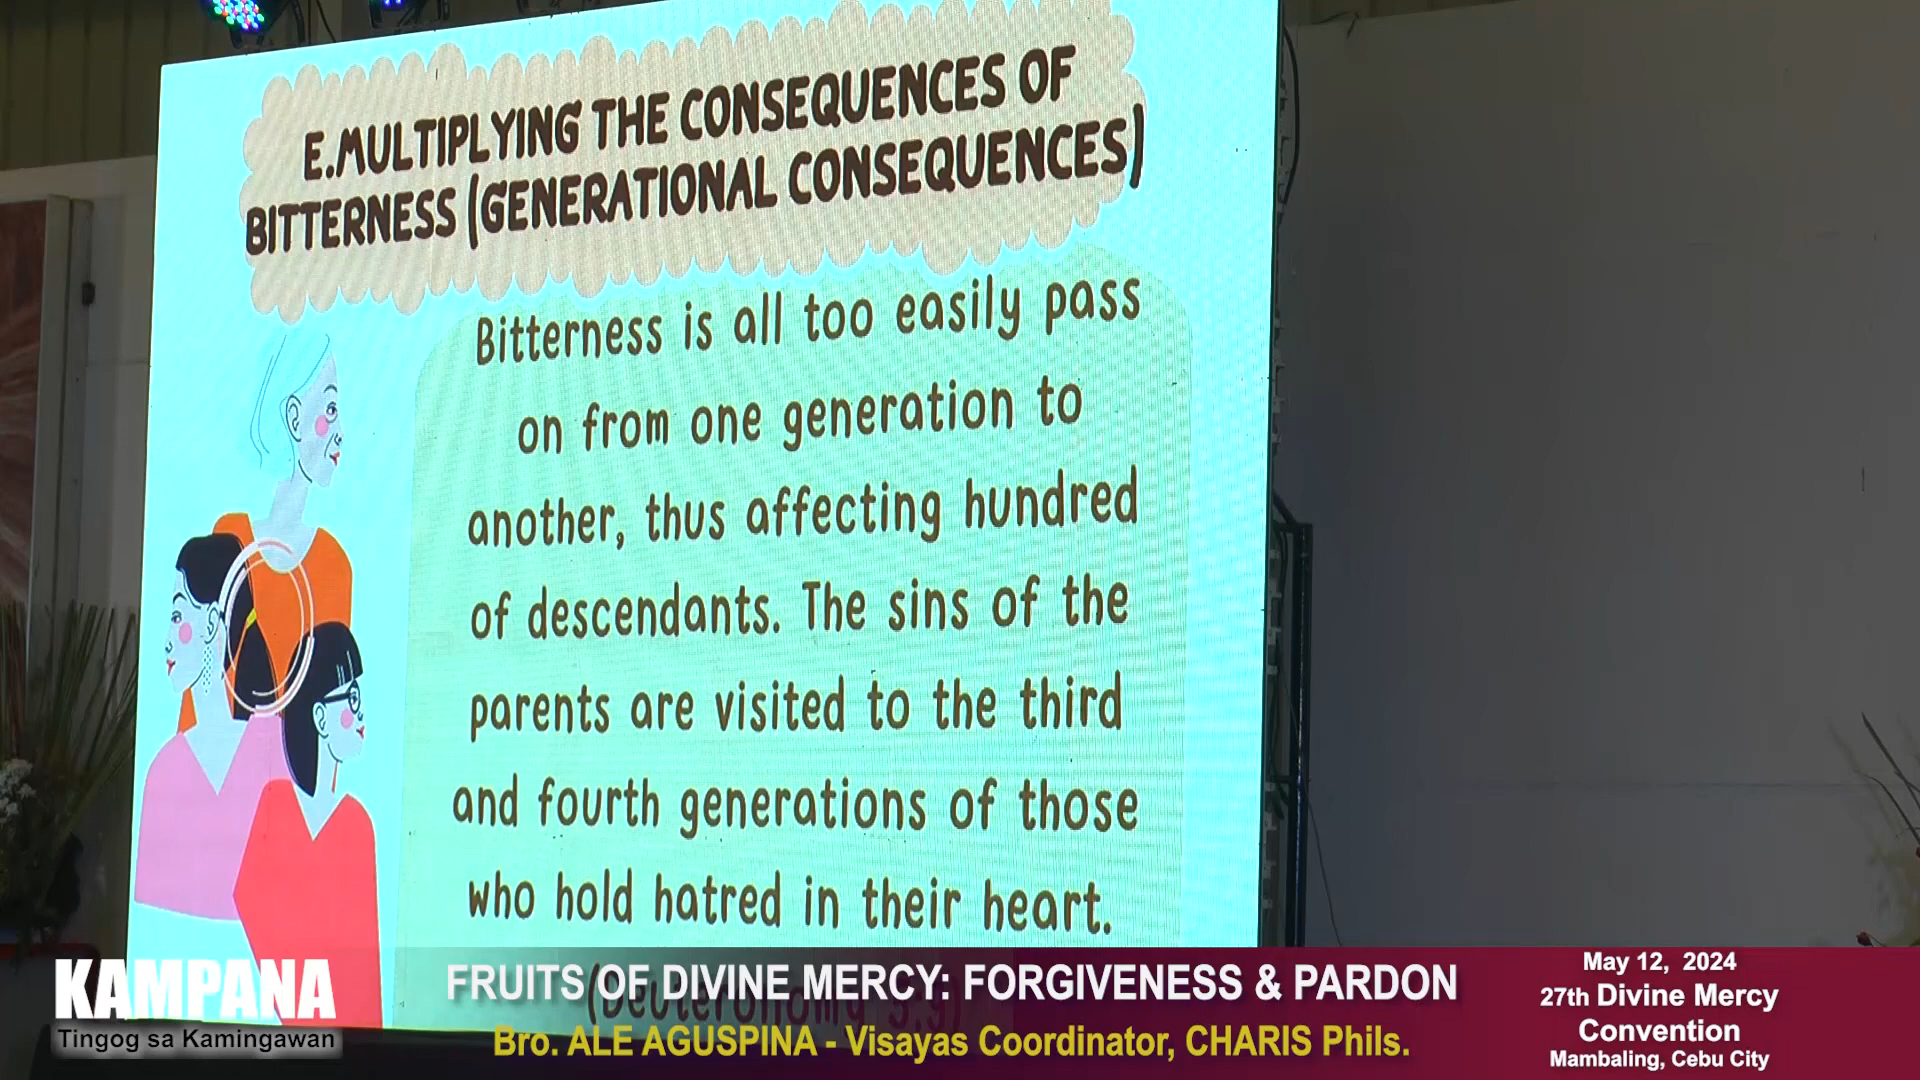 E.MULTIPLYING THE CONSEQUENCES OF
BITTERNESS (GENERATIONAL CONSEQUENCES)
Bitterness is all too easily pass
on from one generation to
another, thus affecting hundred
of descendants. The sins of the
parents are visited to the third
and fourth generations of those
who hold hatred in their heart.
(Deuteronomy 5:9)
KAMPANA
Tingog sa Kamingawan
FRUITS OF DIVINE MERCY: FORGIVENESS & PARDON
Bro. ALE AGUSPINA - Visayas Coordinator, CHARIS Phils.
May 12, 2024
27th Divine Mercy
Convention
Mambaling, Cebu City